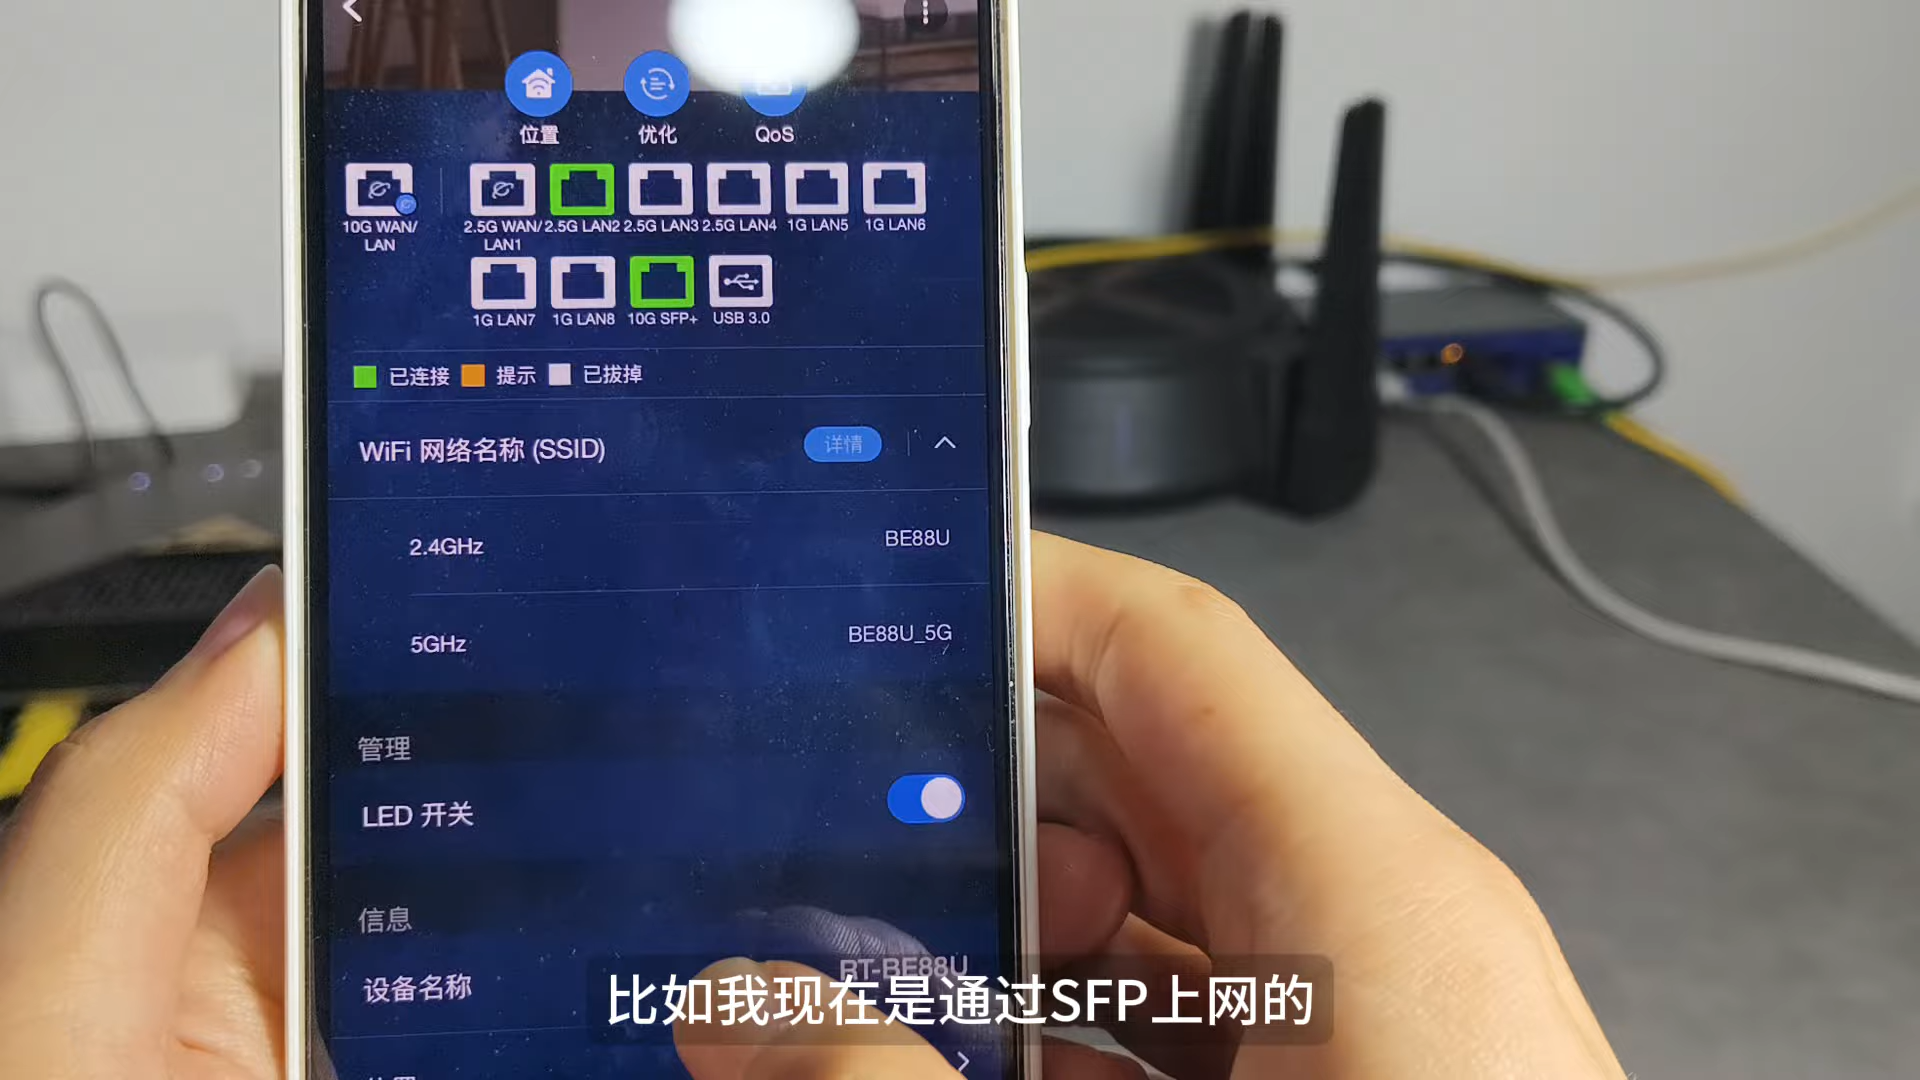 位置 优化 QoS
10G WAN/LAN 2.5G WAN/LAN1 2.5G LAN2 2.5G LAN3 2.5G LAN4 1G LAN5 1G LAN6
1G LAN7 1G LAN8 10G SFP+ USB 3.0
已连接 提示 已拔掉
WiFi 网络名称 (SSID) 详情
2.4GHz BE88U
5GHz BE88U_5G
管理
LED 开关
信息
设备名称 RT-BE88U
比如我现在是通过SFP上网的